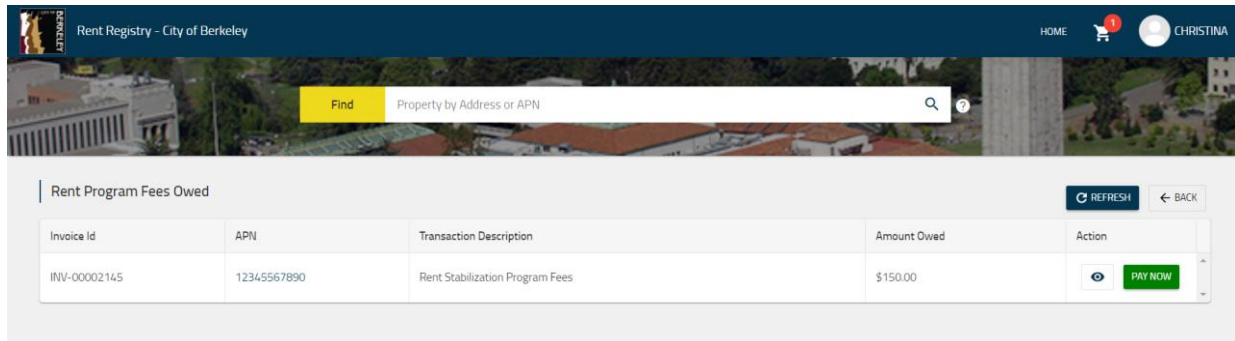 BERKELEY
Rent Registry - City of Berkeley
HOME
1
CHRISTINA
Find
Property by Address or APN
?
Rent Program Fees Owed
REFRESH
← BACK
Invoice Id APN Transaction Description Amount Owed Action
INV-00002145 12345567890 Rent Stabilization Program Fees $150.00 PAY NOW